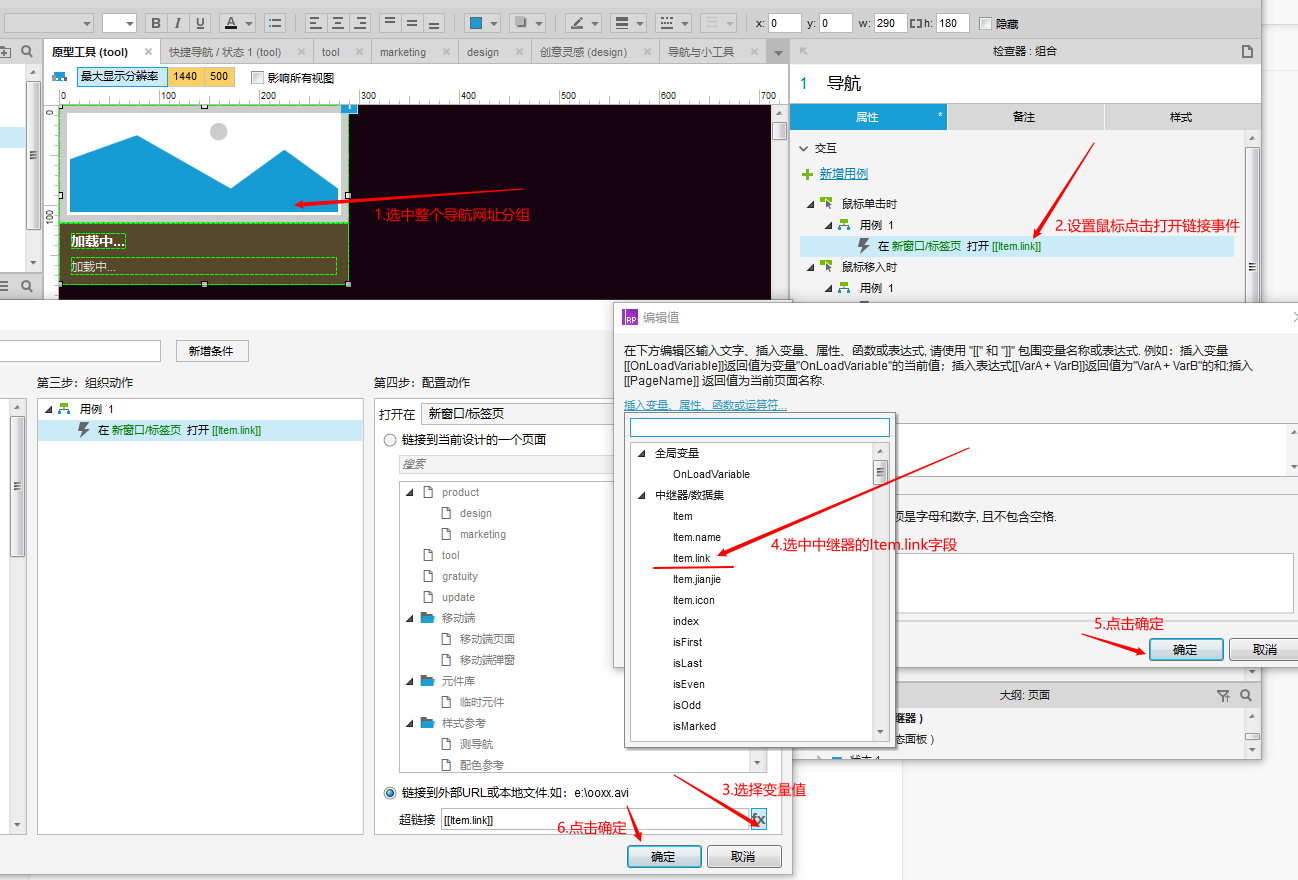 B I U A x: 0 y: 0 w: 290 h: 180 隐藏
原型工具 (tool) 快捷导航 / 状态 1 (tool) tool marketing design 创意灵感 (design) 导航与小工具 检查器 : 组合
最大显示分辨率 1440 500 影响所有视图
1 导航
0 100 200 300 400 500 600 700
属性 * 备注 样式
0
100
交互
新增用例
鼠标单击时
用例 1
在 新窗口/标签页 打开 [[Item.link]]
鼠标移入时
用例 1
1.选中整个导航网址分组
2.设置鼠标点击打开链接事件
加载中...
加载中...
新增条件
第三步：组织动作
第四步：配置动作
用例 1
在 新窗口/标签页 打开 [[Item.link]]
打开在 新窗口/标签页
链接到当前设计的一个页面
搜索
product
design
marketing
tool
gratuity
update
移动端
移动端页面
移动端弹窗
元件库
临时元件
样式参考
测导航
配色参考
链接到外部URL或本地文件.如：e:\ooxx.avi
超链接 [[Item.link]] fx
3.选择变量值
6.点击确定
确定 取消
RP 编辑值
在下方编辑区输入文字、插入变量、属性、函数或表达式, 请使用 "[[" 和 "]]" 包围变量名称或表达式. 例如：插入变量
[[OnLoadVariable]]返回值为变量"OnLoadVariable"的当前值；插入表达式[[VarA + VarB]]返回值为"VarA + VarB"的和;插入
[[PageName]] 返回值为当前页面名称.
插入变量、属性、函数或运算符...
全局变量
OnLoadVariable
中继器/数据集
Item
Item.name
Item.link
Item.jianjie
Item.icon
index
isFirst
isLast
isEven
isOdd
isMarked
4.选中中继器的Item.link字段
须是字母和数字, 且不包含空格.
5.点击确定
确定 取消
大纲: 页面
继器 )
态面板 )